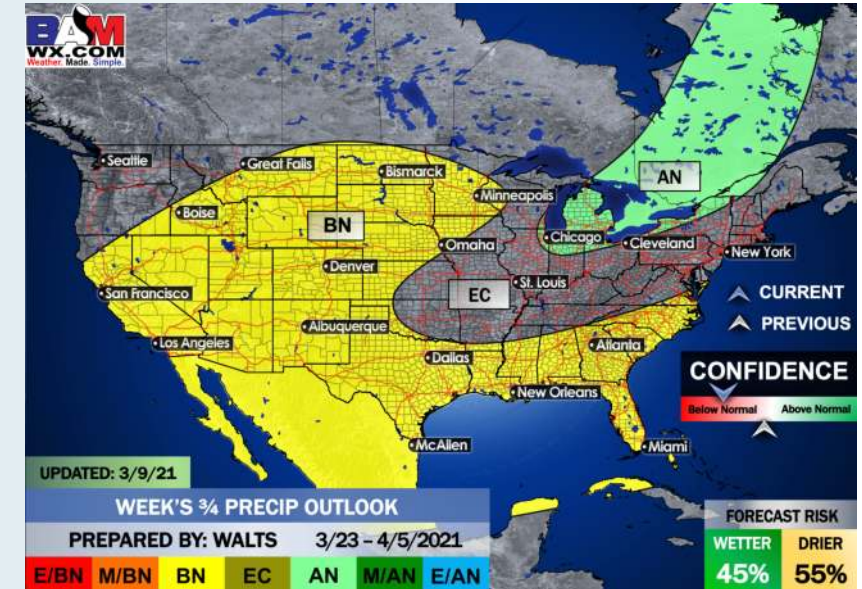 BAM
WX.COM
Weather. Made. Simple.
Seattle
Great Falls
Bismarck
Minneapolis
AN
Boise
BN
Chicago
Cleveland
Omaha
New York
Denver
San Francisco
EC
St. Louis
CURRENT
PREVIOUS
Albuquerque
Los Angeles
Atlanta
Dallas
CONFIDENCE
New Orleans
Below Normal Above Normal
McAllen
Miami
UPDATED: 3/9/21
WEEK'S ¾ PRECIP OUTLOOK
PREPARED BY: WALTS 3/23 – 4/5/2021
E/BN M/BN BN EC AN M/AN E/AN
FORECAST RISK
WETTER DRIER
45% 55%